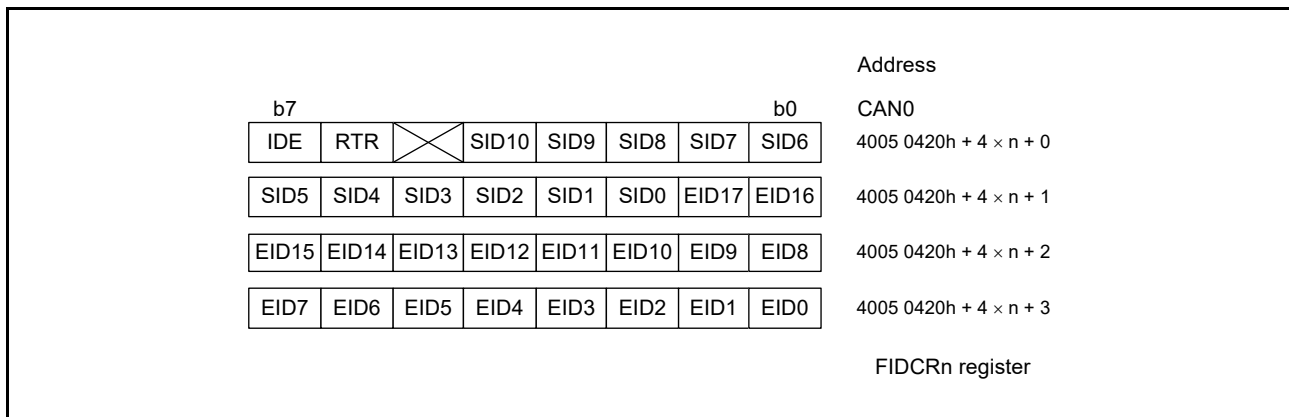 Address
b7 b0 CAN0
IDE RTR SID10 SID9 SID8 SID7 SID6 4005 0420h + 4 × n + 0
SID5 SID4 SID3 SID2 SID1 SID0 EID17 EID16 4005 0420h + 4 × n + 1
EID15 EID14 EID13 EID12 EID11 EID10 EID9 EID8 4005 0420h + 4 × n + 2
EID7 EID6 EID5 EID4 EID3 EID2 EID1 EID0 4005 0420h + 4 × n + 3
FIDCRn register